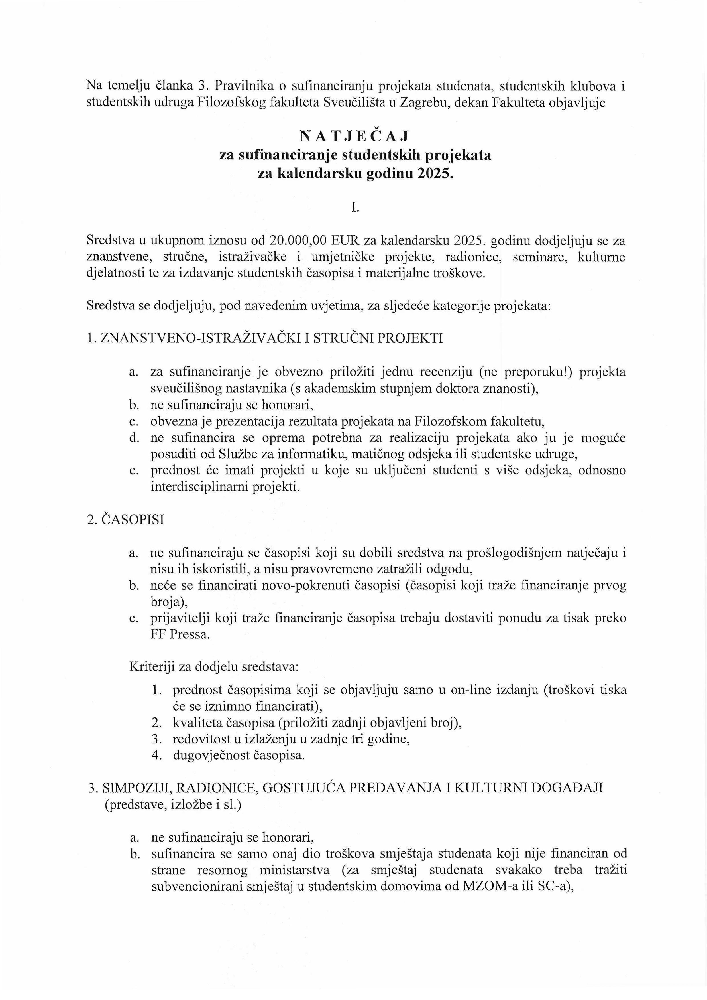 Na temelju članka 3. Pravilnika o sufinanciranju projekata studenata, studentskih klubova i
studentskih udruga Filozofskog fakulteta Sveučilišta u Zagrebu, dekan Fakulteta objavljuje
N A T J E Č A J
za sufinanciranje studentskih projekata
za kalendarsku godinu 2025.
I.
Sredstva u ukupnom iznosu od 20.000,00 EUR za kalendarsku 2025. godinu dodjeljuju se za
znanstvene, stručne, istraživačke i umjetničke projekte, radionice, seminare, kulturne
djelatnosti te za izdavanje studentskih časopisa i materijalne troškove.
Sredstva se dodjeljuju, pod navedenim uvjetima, za sljedeće kategorije projekata:
1. ZNANSTVENO-ISTRAŽIVAČKI I STRUČNI PROJEKTI
a. za sufinanciranje je obvezno priložiti jednu recenziju (ne preporuku!) projekta
sveučilišnog nastavnika (s akademskim stupnjem doktora znanosti),
b. ne sufinanciraju se honorari,
c. obvezna je prezentacija rezultata projekata na Filozofskom fakultetu,
d. ne sufinancira se oprema potrebna za realizaciju projekata ako ju je moguće
posuditi od Službe za informatiku, matičnog odsjeka ili studentske udruge,
e. prednost će imati projekti u koje su uključeni studenti s više odsjeka, odnosno
interdisciplinarni projekti.
2. ČASOPISI
a. ne sufinanciraju se časopisi koji su dobili sredstva na prošlogodišnjem natječaju i
nisu ih iskoristili, a nisu pravovremeno zatražili odgodu,
b. neće se financirati novo-pokrenuti časopisi (časopisi koji traže financiranje prvog
broja),
c. prijavitelji koji traže financiranje časopisa trebaju dostaviti ponudu za tisak preko
FF Pressa.
Kriteriji za dodjelu sredstava:
1. prednost časopisima koji se objavljuju samo u on-line izdanju (troškovi tiska
će se iznimno financirati),
2. kvaliteta časopisa (priložiti zadnji objavljeni broj),
3. redovitost u izlaženju u zadnje tri godine,
4. dugovječnost časopisa.
3. SIMPOZIJI, RADIONICE, GOSTUJUĆA PREDAVANJA I KULTURNI DOGAĐAJI
(predstave, izložbe i sl.)
a. ne sufinanciraju se honorari,
b. sufinancira se samo onaj dio troškova smještaja studenata koji nije financiran od
strane resornog ministarstva (za smještaj studenata svakako treba tražiti
subvencionirani smještaj u studentskim domovima od MZOM-a ili SC-a),